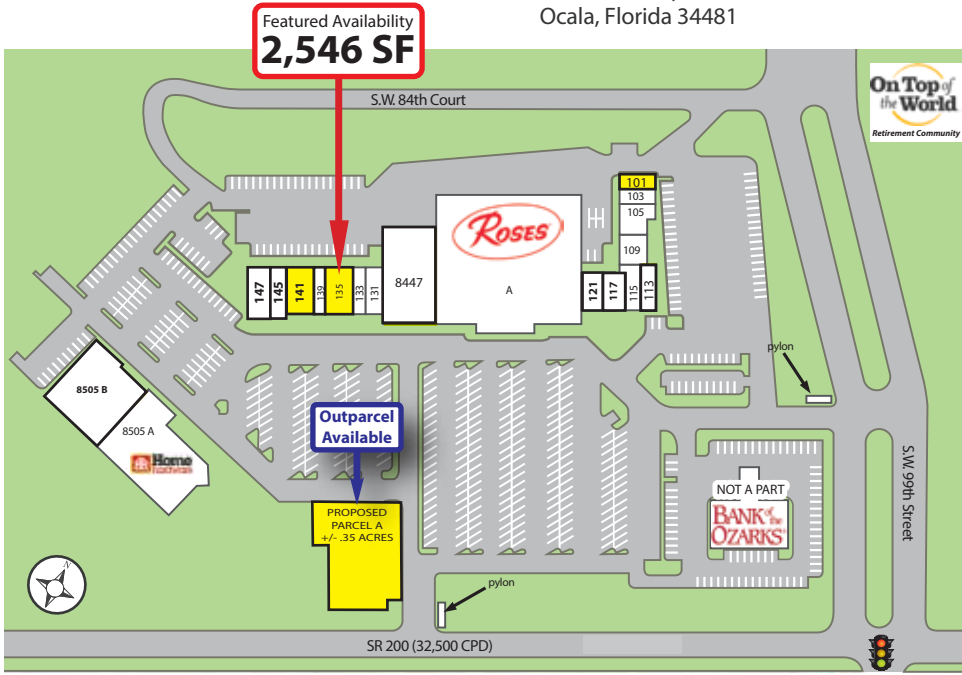 Ocala, Florida 34481
Featured Availability
2,546 SF
S.W. 84th Court
On Top of
the World
Retirement Community
101
103
105
109
ROSES
A
8447
147
145
141
139
135
133
131
121
117
115
113
pylon
8505 B
8505 A
Home
Outparcel
Available
PROPOSED
PARCEL A
+/- .35 ACRES
NOT A PART
BANK of the
OZARKS
S.W. 99th Street
N
pylon
SR 200 (32,500 CPD)